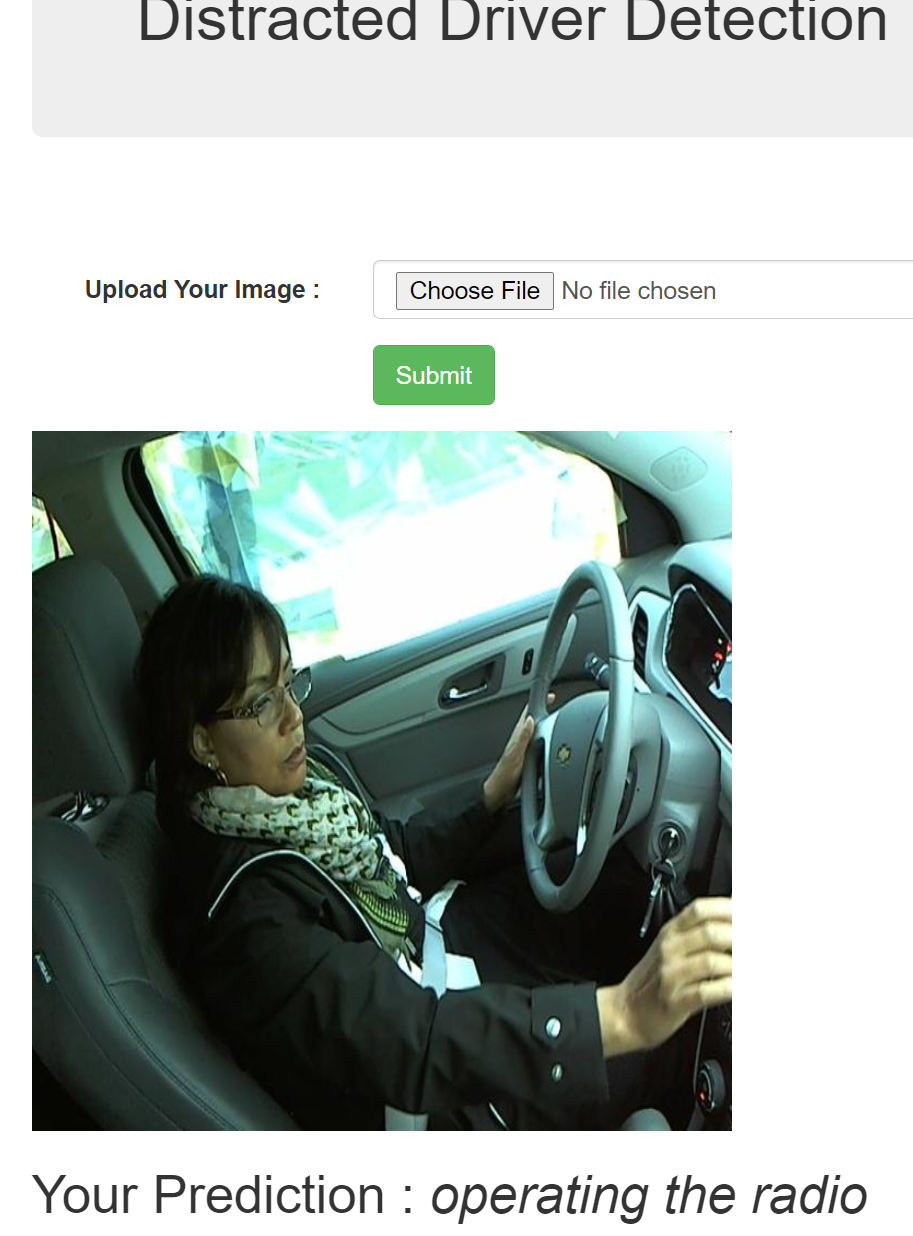 Distracted Driver Detection
Upload Your Image :
Choose File No file chosen
Submit
Your Prediction : operating the radio